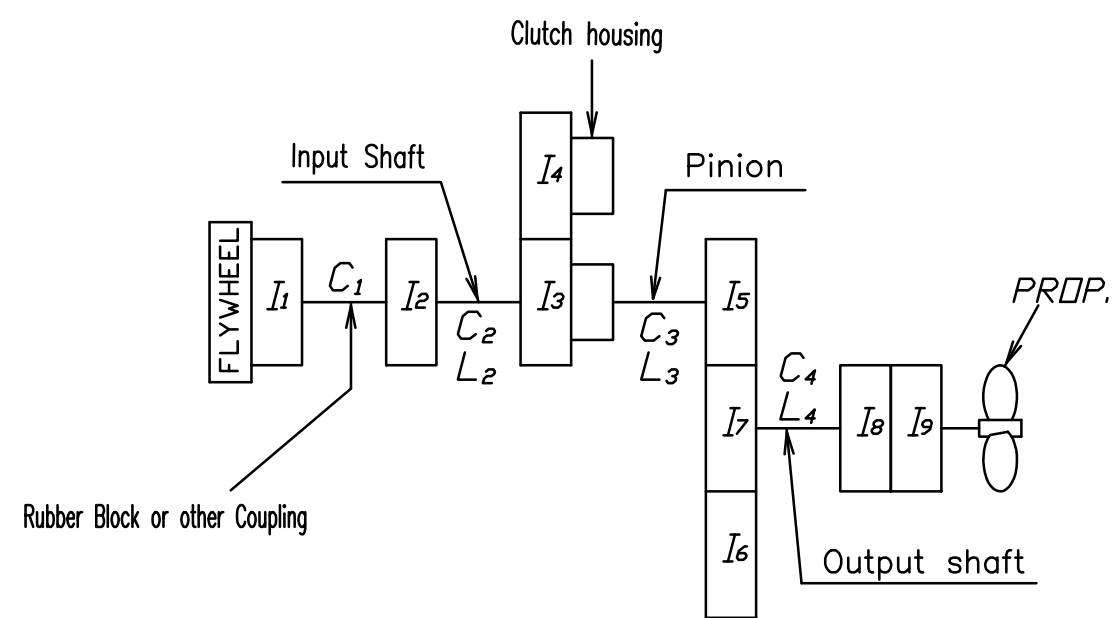 Clutch housing
Input Shaft
Pinion
I4
FLYWHEEL
I1
C1
I2
I3
I5
PROP.
C2
L2
C3
L3
C4
L4
I7
I8
I9
Rubber Block or other Coupling
I6
Output shaft